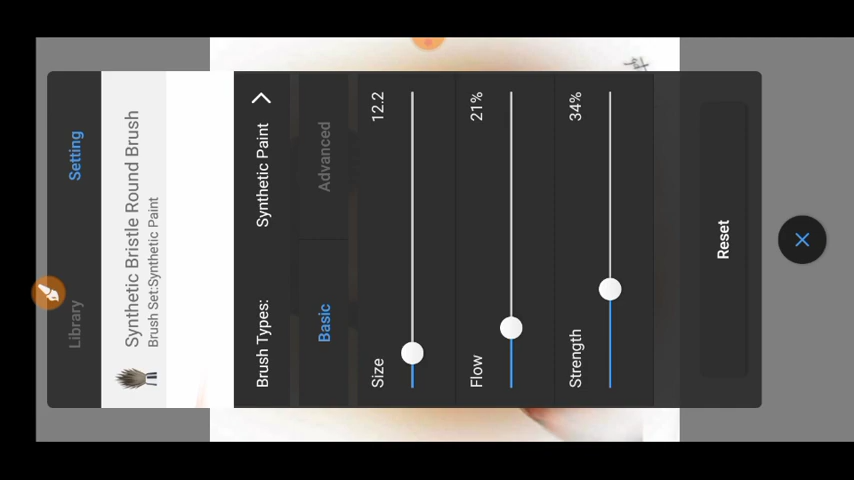 Library
Setting
Synthetic Bristle Round Brush
Brush Set:Synthetic Paint
Brush Types:
Synthetic Paint
Basic
Advanced
Size
12.2
Flow
21%
Strength
34%
Reset